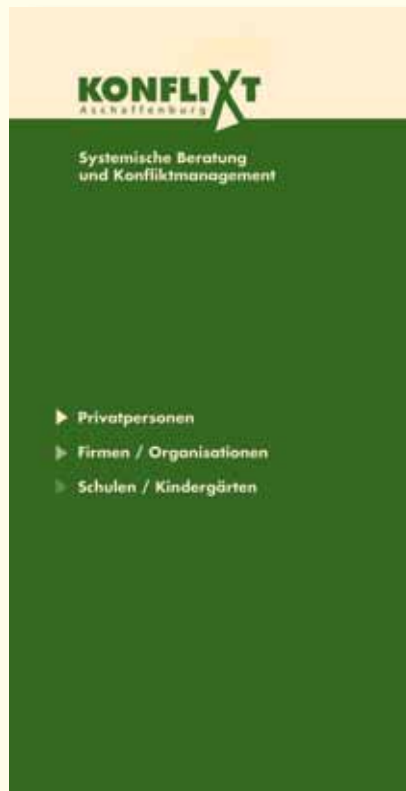 KONFLIXT
Aschaffenburg
Systemische Beratung
und Konfliktmanagement
Privatpersonen
Firmen / Organisationen
Schulen / Kindergärten